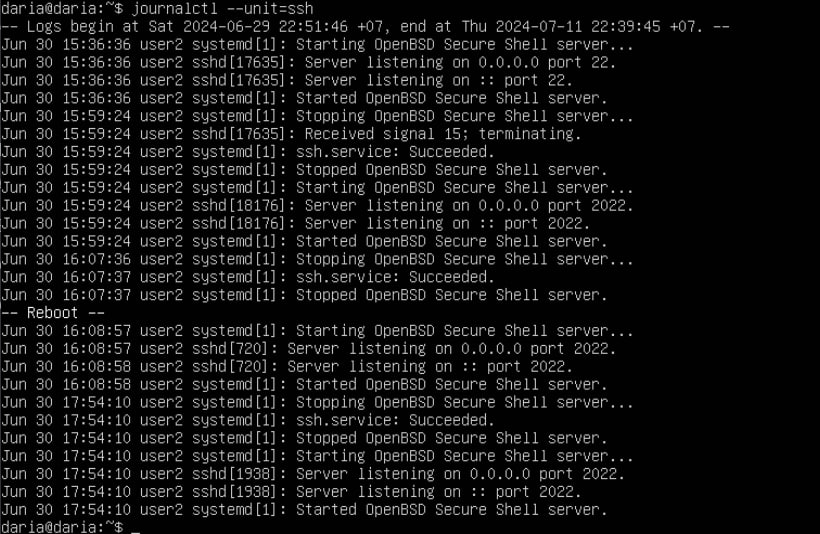 daria@daria:~$ journalctl --unit=ssh
-- Logs begin at Sat 2024-06-29 22:51:46 +07, end at Thu 2024-07-11 22:39:45 +07. --
Jun 30 15:36:36 user2 systemd[1]: Starting OpenBSD Secure Shell server...
Jun 30 15:36:36 user2 sshd[17635]: Server listening on 0.0.0.0 port 22.
Jun 30 15:36:36 user2 sshd[17635]: Server listening on :: port 22.
Jun 30 15:36:36 user2 systemd[1]: Started OpenBSD Secure Shell server.
Jun 30 15:59:24 user2 systemd[1]: Stopping OpenBSD Secure Shell server...
Jun 30 15:59:24 user2 sshd[17635]: Received signal 15; terminating.
Jun 30 15:59:24 user2 systemd[1]: ssh.service: Succeeded.
Jun 30 15:59:24 user2 systemd[1]: Stopped OpenBSD Secure Shell server.
Jun 30 15:59:24 user2 systemd[1]: Starting OpenBSD Secure Shell server...
Jun 30 15:59:24 user2 sshd[18176]: Server listening on 0.0.0.0 port 2022.
Jun 30 15:59:24 user2 sshd[18176]: Server listening on :: port 2022.
Jun 30 15:59:24 user2 systemd[1]: Started OpenBSD Secure Shell server.
Jun 30 16:07:36 user2 systemd[1]: Stopping OpenBSD Secure Shell server...
Jun 30 16:07:37 user2 systemd[1]: ssh.service: Succeeded.
Jun 30 16:07:37 user2 systemd[1]: Stopped OpenBSD Secure Shell server.
-- Reboot --
Jun 30 16:08:57 user2 systemd[1]: Starting OpenBSD Secure Shell server...
Jun 30 16:08:57 user2 sshd[720]: Server listening on 0.0.0.0 port 2022.
Jun 30 16:08:58 user2 sshd[720]: Server listening on :: port 2022.
Jun 30 16:08:58 user2 systemd[1]: Started OpenBSD Secure Shell server.
Jun 30 17:54:10 user2 systemd[1]: Stopping OpenBSD Secure Shell server...
Jun 30 17:54:10 user2 systemd[1]: ssh.service: Succeeded.
Jun 30 17:54:10 user2 systemd[1]: Stopped OpenBSD Secure Shell server.
Jun 30 17:54:10 user2 systemd[1]: Starting OpenBSD Secure Shell server...
Jun 30 17:54:10 user2 sshd[1938]: Server listening on 0.0.0.0 port 2022.
Jun 30 17:54:10 user2 sshd[1938]: Server listening on :: port 2022.
Jun 30 17:54:10 user2 systemd[1]: Started OpenBSD Secure Shell server.
daria@daria:~$ _